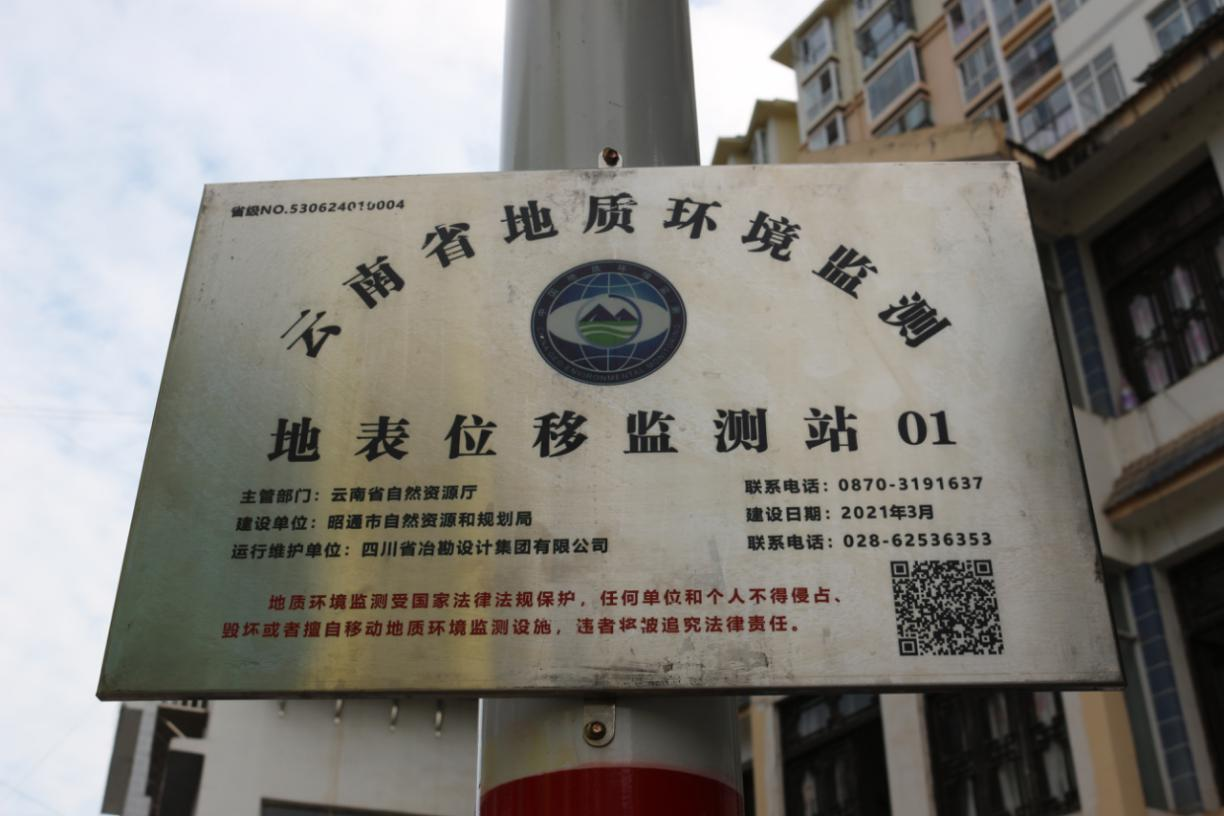 省级NO.530624010004
云南省地质环境监测
地表位移监测站 01
主管部门：云南省自然资源厅
联系电话：0870-3191637
建设单位：昭通市自然资源和规划局
建设日期：2021年3月
运行维护单位：四川省冶勘设计集团有限公司
联系电话：028-62536353
地质环境监测受国家法律法规保护，任何单位和个人不得侵占、
毁坏或者擅自移动地质环境监测设施，违者将被追究法律责任。